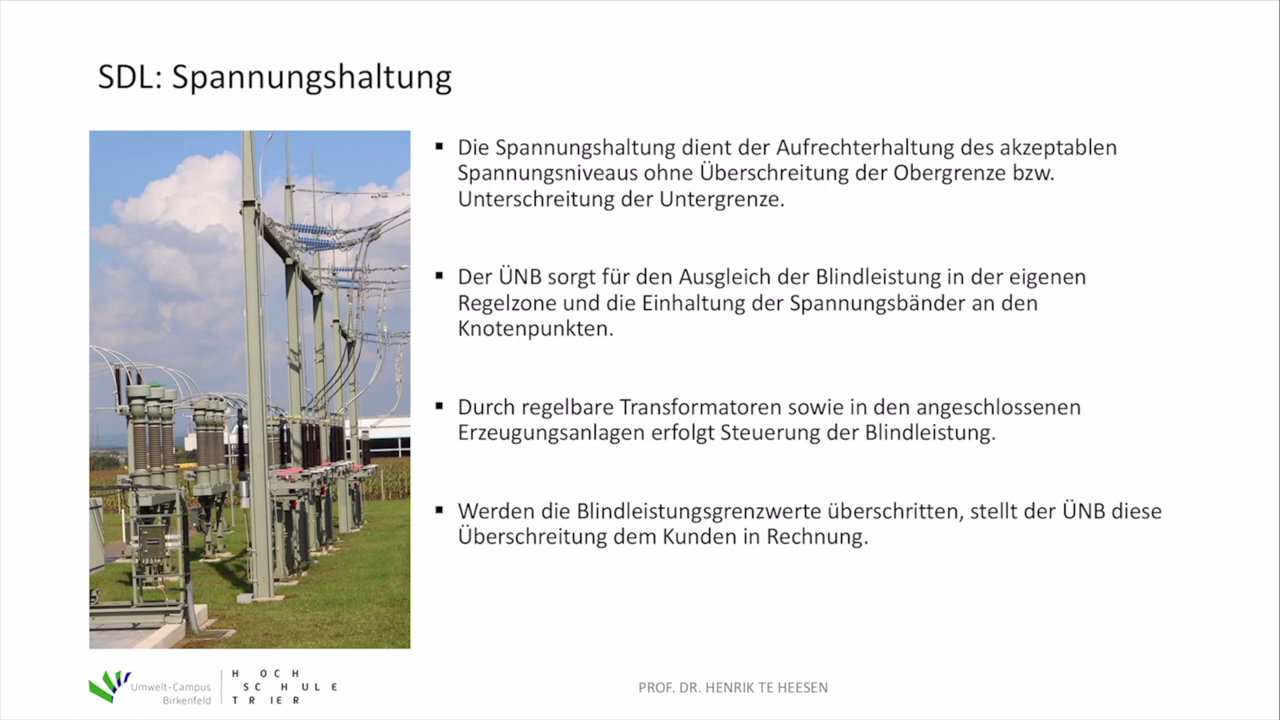 SDL: Spannungshaltung
▪ Die Spannungshaltung dient der Aufrechterhaltung des akzeptablen
Spannungsniveaus ohne Überschreitung der Obergrenze bzw.
Unterschreitung der Untergrenze.
▪ Der ÜNB sorgt für den Ausgleich der Blindleistung in der eigenen
Regelzone und die Einhaltung der Spannungsbänder an den
Knotenpunkten.
▪ Durch regelbare Transformatoren sowie in den angeschlossenen
Erzeugungsanlagen erfolgt Steuerung der Blindleistung.
▪ Werden die Blindleistungsgrenzwerte überschritten, stellt der ÜNB diese
Überschreitung dem Kunden in Rechnung.
Umwelt-Campus
Birkenfeld
HOCH
SCHULE
TRIER
PROF. DR. HENRIK TE HEESEN